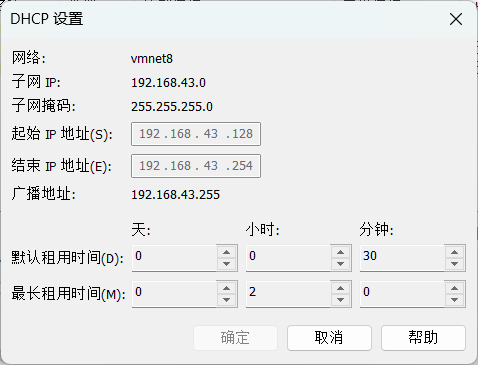 DHCP 设置
网络: vmnet8
子网 IP: 192.168.43.0
子网掩码: 255.255.255.0
起始 IP 地址(S): 192 . 168 . 43 . 128
结束 IP 地址(E): 192 . 168 . 43 . 254
广播地址: 192.168.43.255
天: 小时: 分钟:
默认租用时间(D): 0 0 30
最长租用时间(M): 0 2 0
确定 取消 帮助